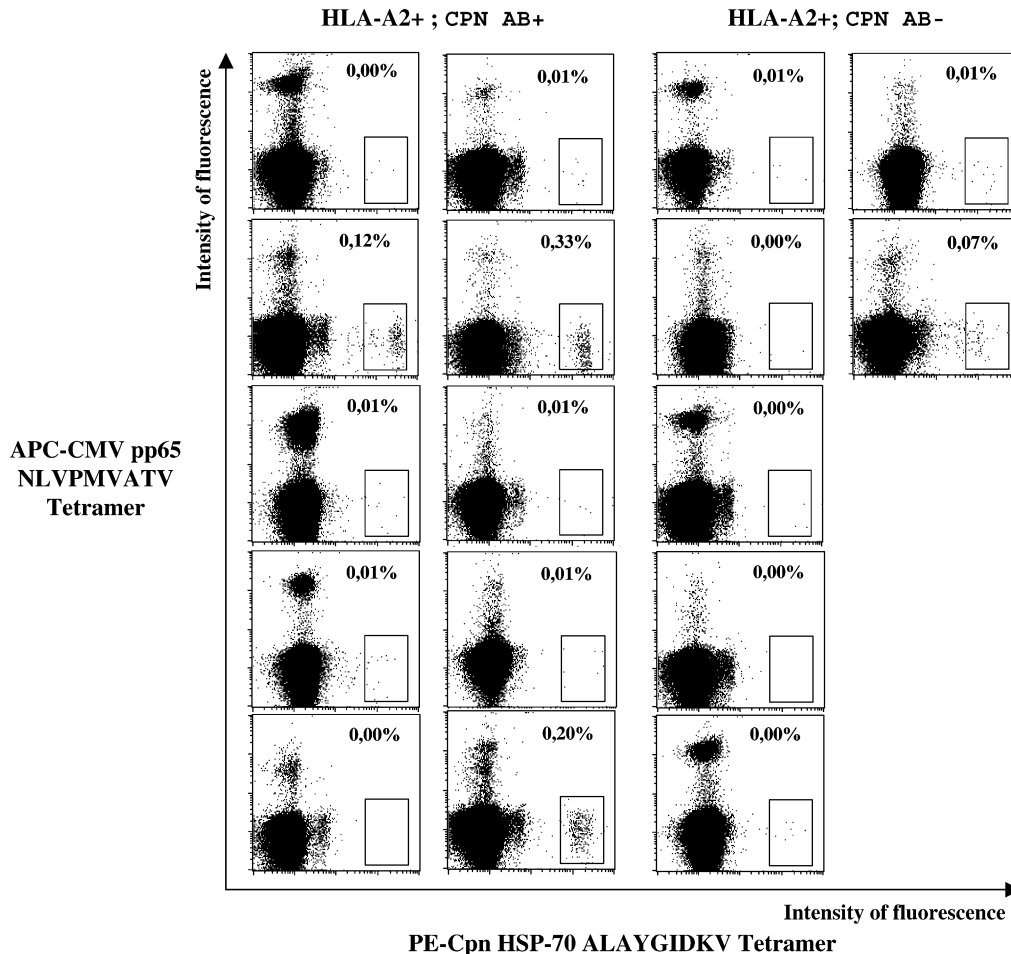 HLA-A2+ ; CPN AB+
HLA-A2+; CPN AB-
Intensity of fluorescence
0,00%
0,01%
0,01%
0,01%
0,12%
0,33%
0,00%
0,07%
APC-CMV pp65
NLVPMVATV
Tetramer
0,01%
0,01%
0,00%
0,01%
0,01%
0,00%
0,00%
0,20%
0,00%
Intensity of fluorescence
PE-Cpn HSP-70 ALAYGIDKV Tetramer